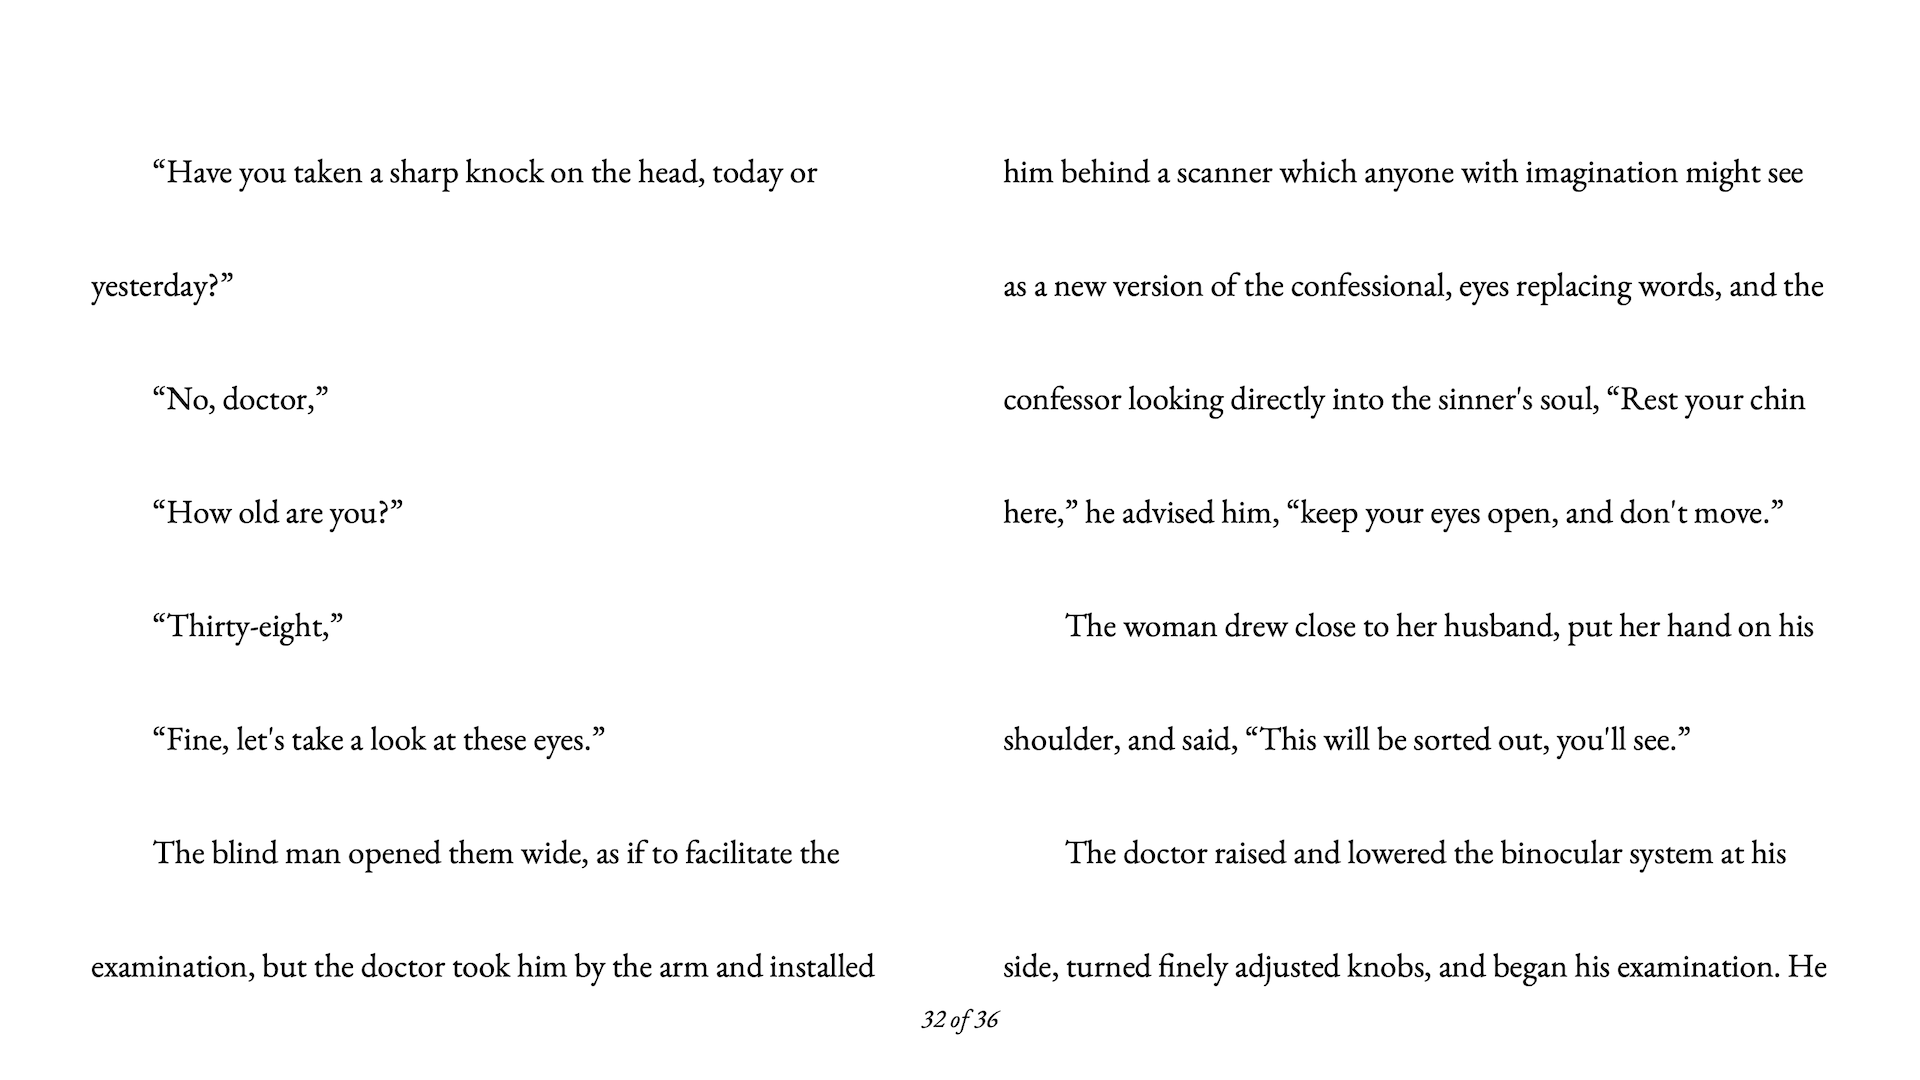 “Have you taken a sharp knock on the head, today or
yesterday?”
“No, doctor,”
“How old are you?”
“Thirty-eight,”
“Fine, let's take a look at these eyes.”
The blind man opened them wide, as if to facilitate the
examination, but the doctor took him by the arm and installed
him behind a scanner which anyone with imagination might see
as a new version of the confessional, eyes replacing words, and the
confessor looking directly into the sinner's soul, “Rest your chin
here,” he advised him, “keep your eyes open, and don't move.”
The woman drew close to her husband, put her hand on his
shoulder, and said, “This will be sorted out, you'll see.”
The doctor raised and lowered the binocular system at his
side, turned finely adjusted knobs, and began his examination. He
32 of 36